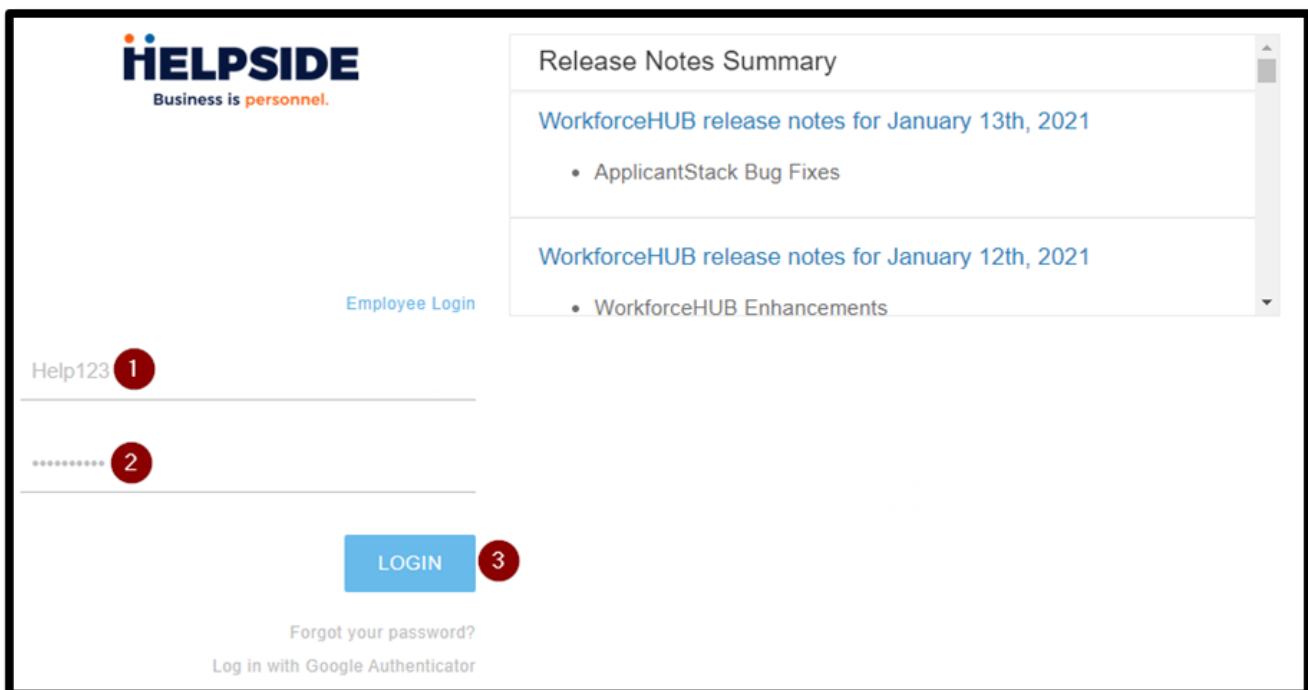 HELPSIDE
Business is personnel.
Employee Login
Help123 1
•••••••••• 2
LOGIN 3
Forgot your password?
Log in with Google Authenticator
Release Notes Summary
WorkforceHUB release notes for January 13th, 2021
• ApplicantStack Bug Fixes
WorkforceHUB release notes for January 12th, 2021
• WorkforceHUB Enhancements